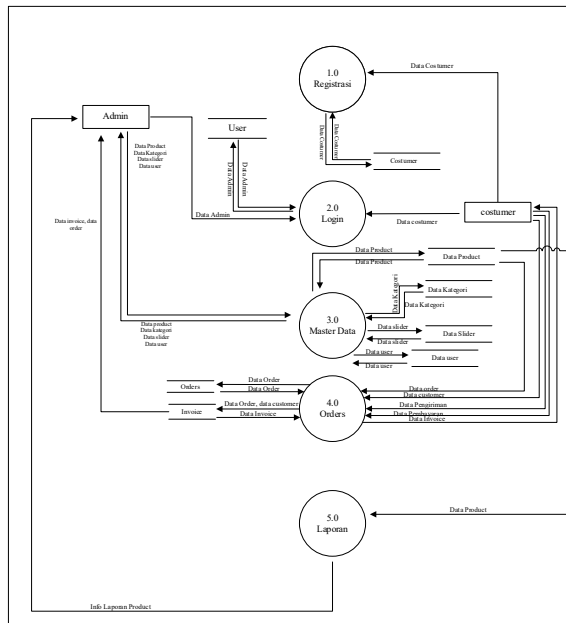 1.0
Registrasi
Data Costumer
Admin
User
Data Product
Data Kategori
Data slider
Data user
Data Costumer
Data Costumer
Costumer
Data Admin
Data Admin
2.0
Login
Data Admin
Data costumer
costumer
Data invoice, data
order
Data Product
Data Product
Data Product
Data Kategori
Data Kategori
Data Kategori
3.0
Master Data
Data slider
Data slider
Data Slider
Data product
Data kategori
Data slider
Data user
Data user
Data user
Data user
Orders
Data Order
Data Order
4.0
Orders
Data order
Data customer
Data Pengiriman
Data Pembayaran
Data Invoice
Invoice
Data Order, data customer
Data Invoice
5.0
Laporan
Data Product
Info Laporan Product